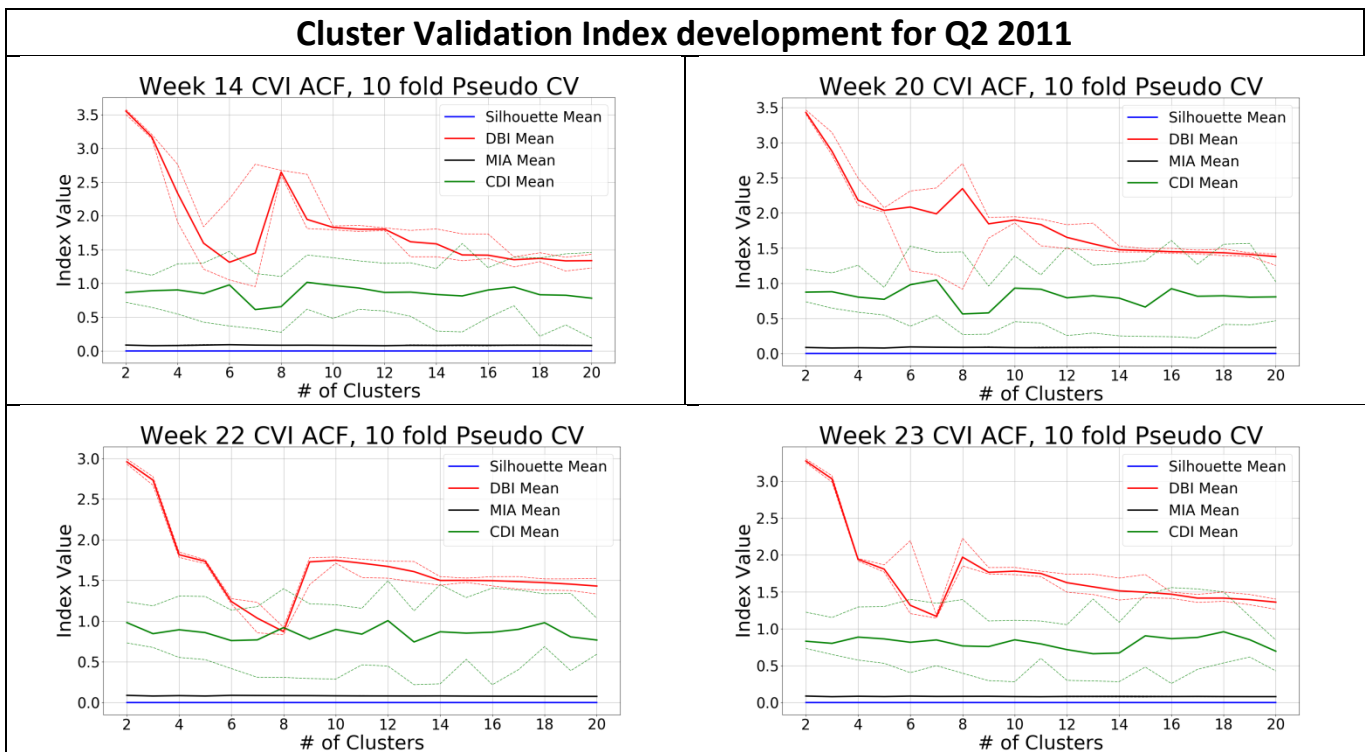 Cluster Validation Index development for Q2 2011
Week 14 CVI ACF, 10 fold Pseudo CV
Index Value
3.5
3.0
2.5
2.0
1.5
1.0
0.5
0.0
Silhouette Mean
DBI Mean
MIA Mean
CDI Mean
2 4 6 8 10 12 14 16 18 20
# of Clusters
Week 20 CVI ACF, 10 fold Pseudo CV
Index Value
3.5
3.0
2.5
2.0
1.5
1.0
0.5
0.0
Silhouette Mean
DBI Mean
MIA Mean
CDI Mean
2 4 6 8 10 12 14 16 18 20
# of Clusters
Week 22 CVI ACF, 10 fold Pseudo CV
Index Value
3.0
2.5
2.0
1.5
1.0
0.5
0.0
Silhouette Mean
DBI Mean
MIA Mean
CDI Mean
2 4 6 8 10 12 14 16 18 20
# of Clusters
Week 23 CVI ACF, 10 fold Pseudo CV
Index Value
3.0
2.5
2.0
1.5
1.0
0.5
0.0
Silhouette Mean
DBI Mean
MIA Mean
CDI Mean
2 4 6 8 10 12 14 16 18 20
# of Clusters